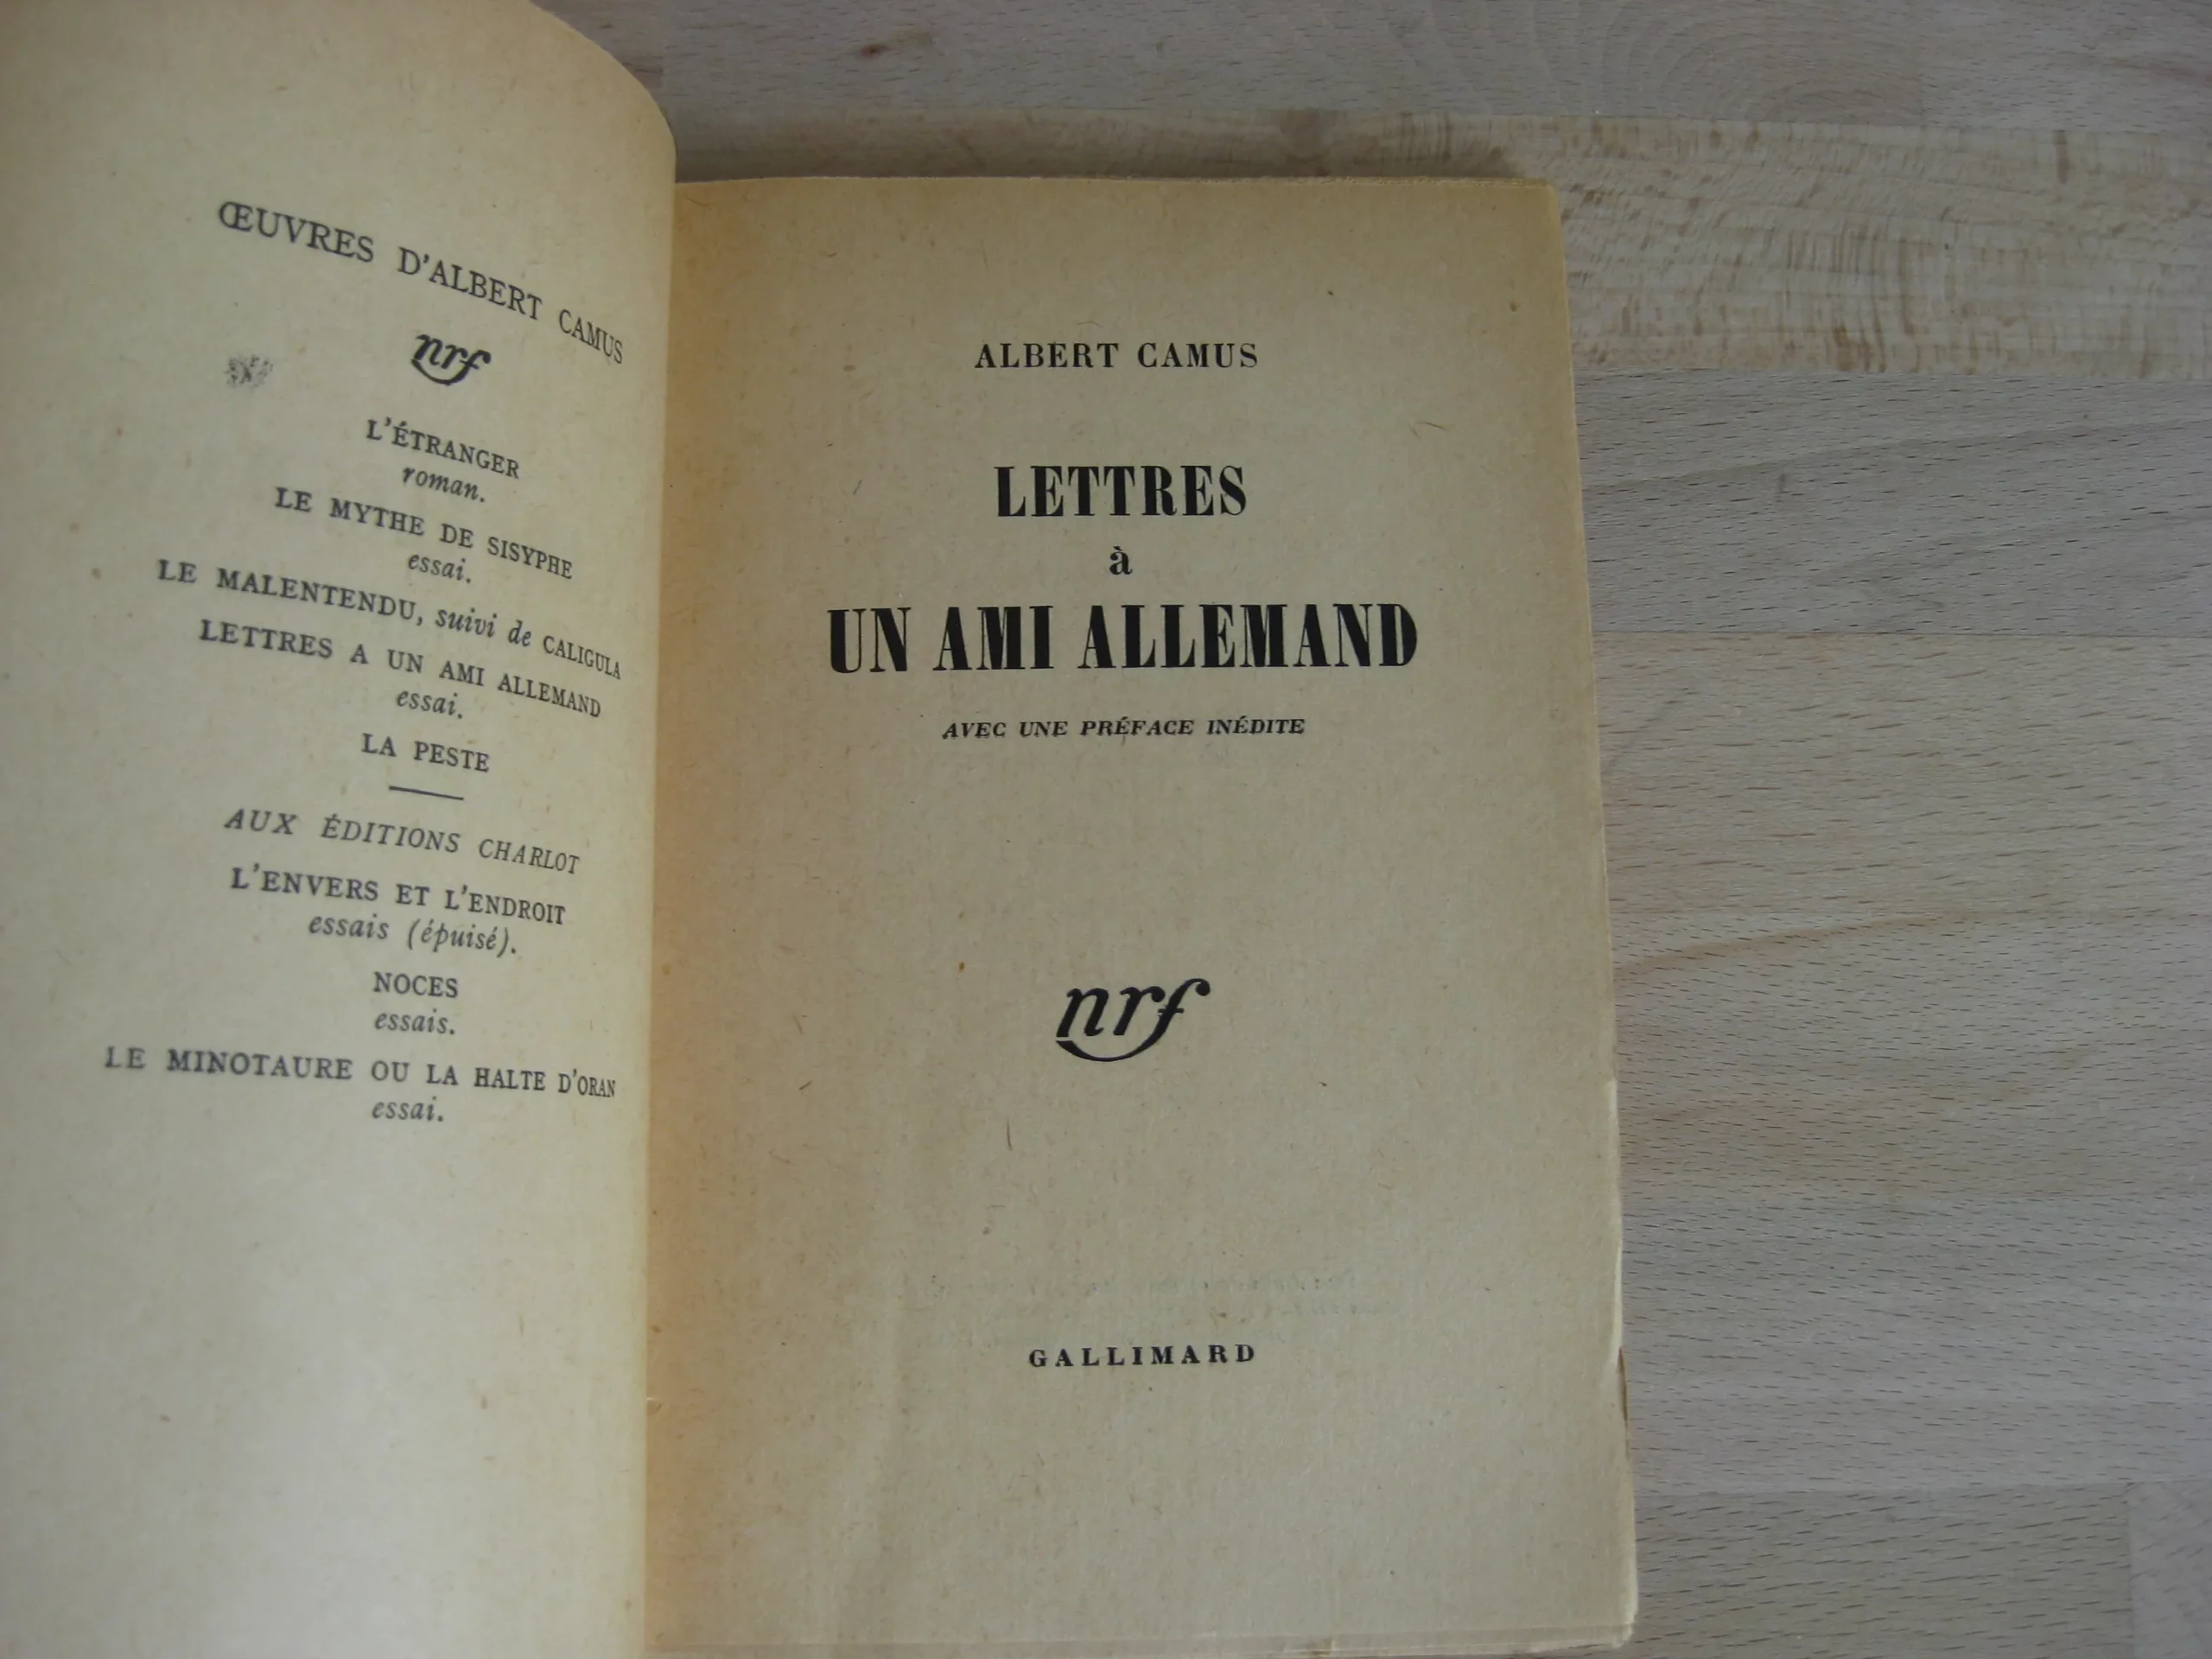 ŒUVRES D'ALBERT CAMUS
nrf
L'ÉTRANGER
roman.
LE MYTHE DE SISYPHE
essai.
LE MALENTENDU, suivi de CALIGULA
LETTRES A UN AMI ALLEMAND
essai.
LA PESTE
AUX ÉDITIONS CHARLOT
L'ENVERS ET L'ENDROIT
essais (épuisé).
NOCES
essais.
LE MINOTAURE OU LA HALTE D'ORAN
essai.
ALBERT CAMUS
LETTRES
à
UN AMI ALLEMAND
AVEC UNE PRÉFACE INÉDITE
nrf
GALLIMARD